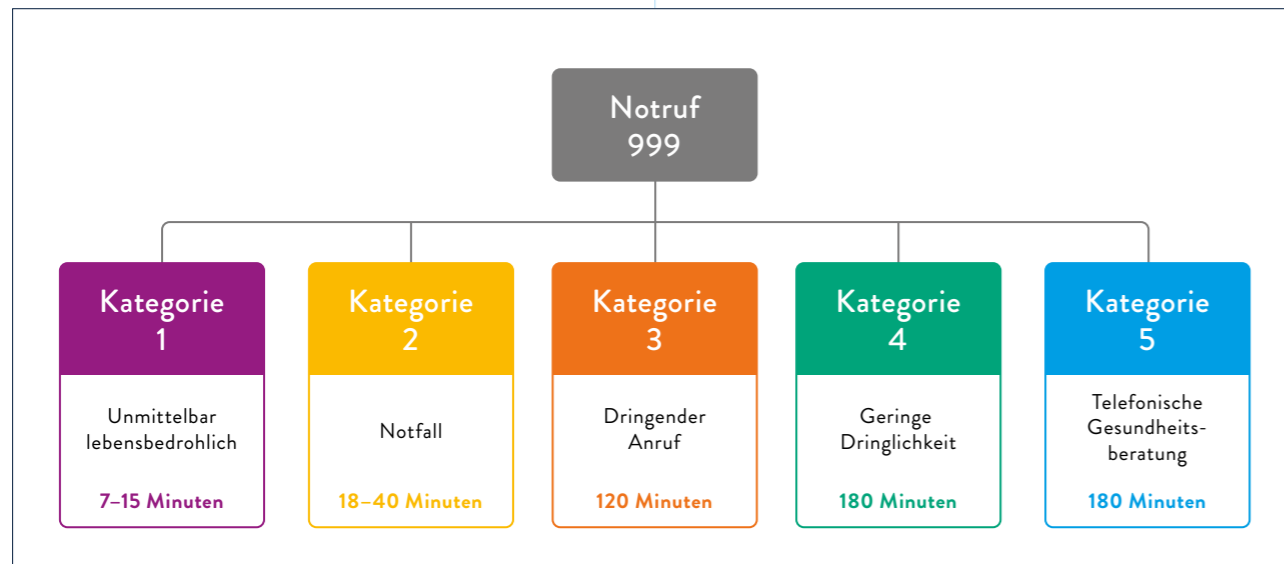 Notruf
999
Kategorie
1
Unmittelbar
lebensbedrohlich
7–15 Minuten
Kategorie
2
Notfall
18–40 Minuten
Kategorie
3
Dringender
Anruf
120 Minuten
Kategorie
4
Geringe
Dringlichkeit
180 Minuten
Kategorie
5
Telefonische
Gesundheits-
beratung
180 Minuten